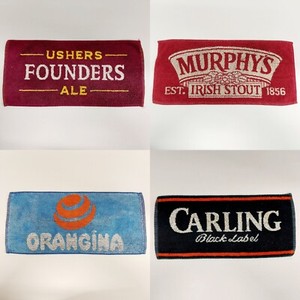 USHERS
FOUNDERS
ALE
MURPHYS
EST. IRISH STOUT 1856
ORANGINA
CARLING
Black Label